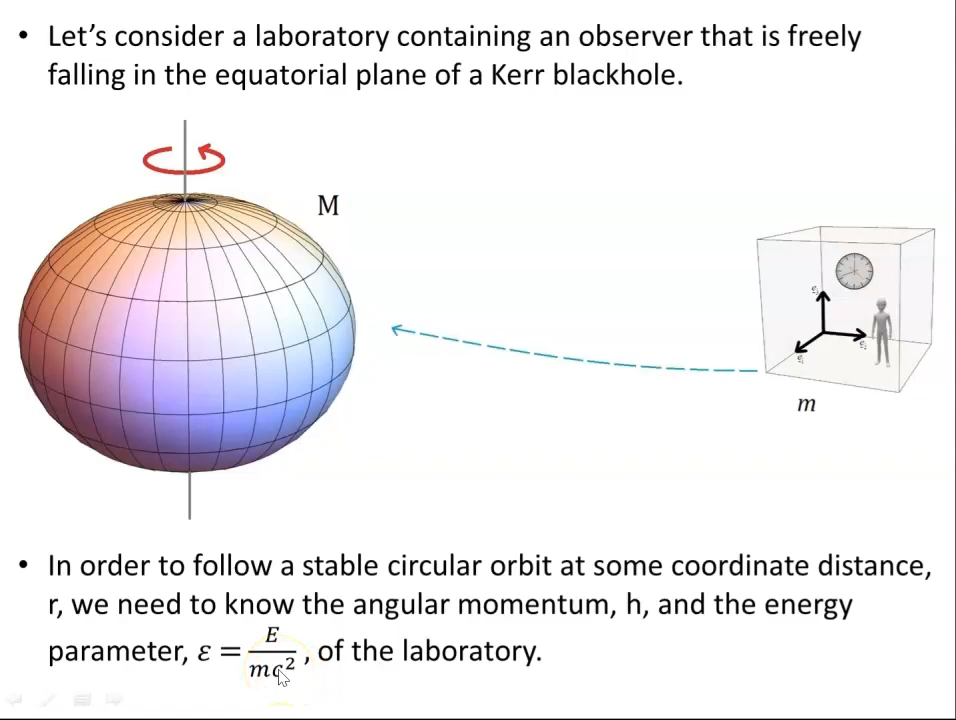 • Let’s consider a laboratory containing an observer that is freely
falling in the equatorial plane of a Kerr blackhole.
M
m
• In order to follow a stable circular orbit at some coordinate distance,
r, we need to know the angular momentum, h, and the energy
parameter, ε = E/mc², of the laboratory.